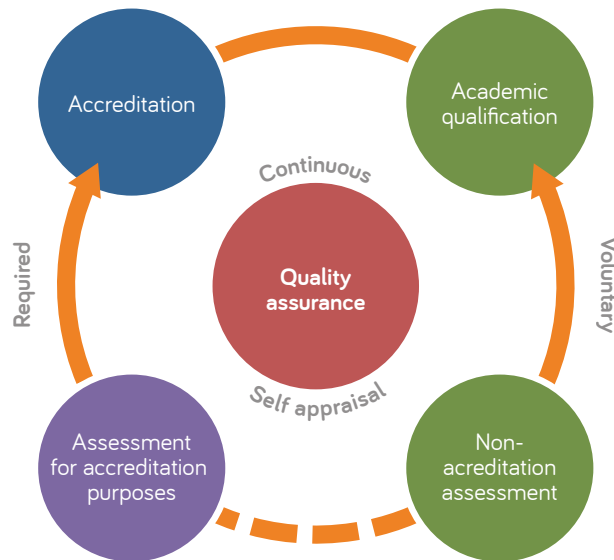 Accreditation
Academic
qualification
Continuous
Required
Quality
assurance
Voluntary
Self appraisal
Assessment
for accreditation
purposes
Non-
acreditation
assessment